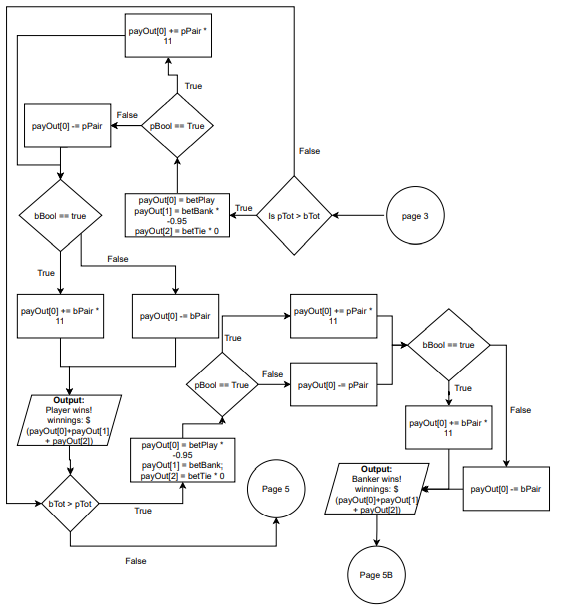 payOut[0] += pPair *
11
True
False
pBool == True
payOut[0] -= pPair
False
payOut[0] = betPlay
payOut[1] = betBank *
-0.95
payOut[2] = betTie * 0
True
Is pTot > bTot
page 3
bBool == true
False
True
payOut[0] += bPair *
11
payOut[0] -= bPair
payOut[0] += pPair *
11
True
bBool == true
False
pBool == True
payOut[0] -= pPair
True
False
Output:
Player wins!
winnings: $
(payOut[0]+payOut[1]
+ payOut[2])
payOut[0] += bPair *
11
payOut[0] = betPlay *
-0.95
payOut[1] = betBank;
payOut[2] = betTie * 0
Output:
Banker wins!
winnings: $
(payOut[0]+payOut[1]
+ payOut[2])
payOut[0] -= bPair
Page 5
bTot > pTot
True
False
Page 5B